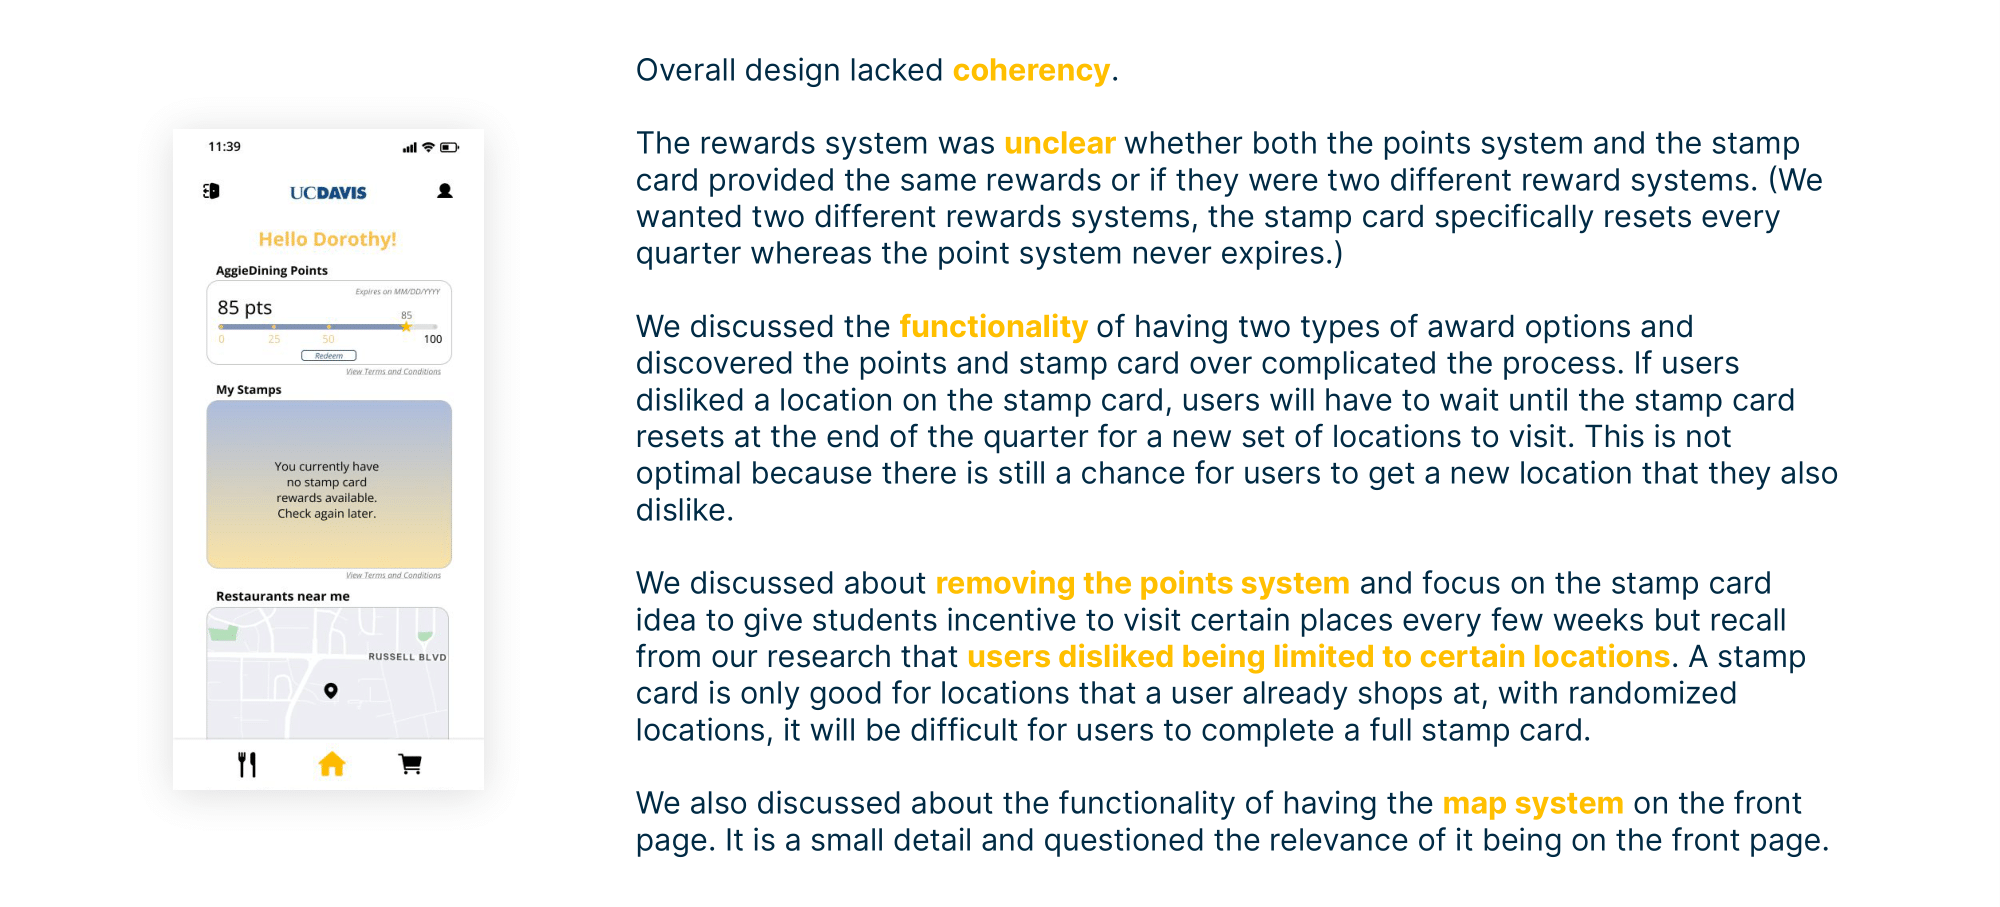 11:39
UCDAVIS
Hello Dorothy!
AggieDining Points
Expires on MM/DD/YYYY
85 pts
85
0 25 50 100
Redeem
View Terms and Conditions
My Stamps
You currently have
no stamp card
rewards available.
Check again later.
View Terms and Conditions
Restaurants near me
RUSSELL BLVD
Overall design lacked coherency.
The rewards system was unclear whether both the points system and the stamp
card provided the same rewards or if they were two different reward systems. (We
wanted two different rewards systems, the stamp card specifically resets every
quarter whereas the point system never expires.)
We discussed the functionality of having two types of award options and
discovered the points and stamp card over complicated the process. If users
disliked a location on the stamp card, users will have to wait until the stamp card
resets at the end of the quarter for a new set of locations to visit. This is not
optimal because there is still a chance for users to get a new location that they also
dislike.
We discussed about removing the points system and focus on the stamp card
idea to give students incentive to visit certain places every few weeks but recall
from our research that users disliked being limited to certain locations. A stamp
card is only good for locations that a user already shops at, with randomized
locations, it will be difficult for users to complete a full stamp card.
We also discussed about the functionality of having the map system on the front
page. It is a small detail and questioned the relevance of it being on the front page.